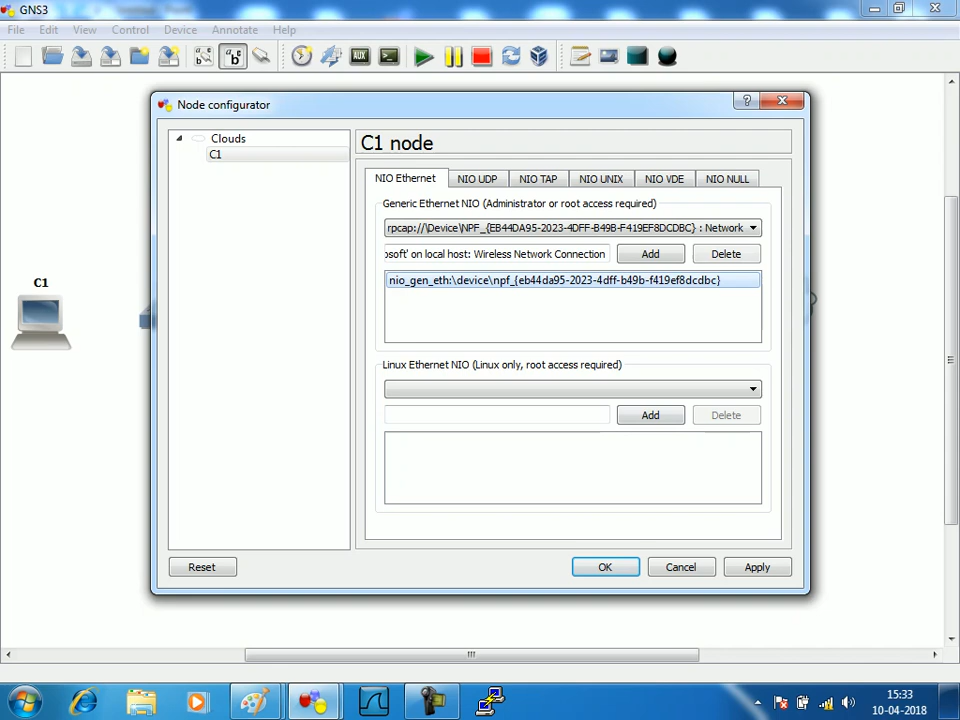 GNS3
File Edit View Control Device Annotate Help
AUX
Node configurator
Clouds
C1
C1 node
NIO Ethernet NIO UDP NIO TAP NIO UNIX NIO VDE NIO NULL
Generic Ethernet NIO (Administrator or root access required)
rpcap://\Device\NPF_{EB44DA95-2023-4DFF-B49B-F419EF8DCDBC} : Network
osoft' on local host: Wireless Network Connection Add Delete
nio_gen_eth:\device\npf_{eb44da95-2023-4dff-b49b-f419ef8dcdbc}
Linux Ethernet NIO (Linux only, root access required)
Add Delete
Reset OK Cancel Apply
C1
15:33
10-04-2018